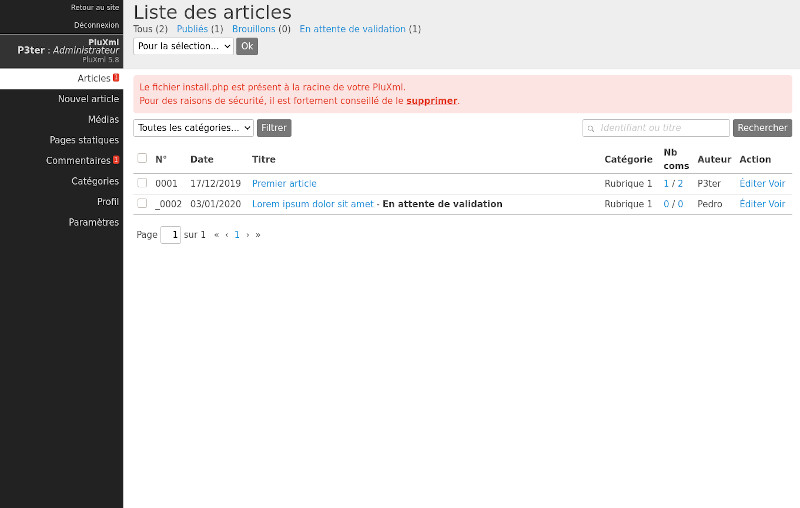 Retour au site
Déconnexion
PluXml
P3ter : Administrateur
PluXml 5.8
Articles 1
Nouvel article
Médias
Pages statiques
Commentaires 1
Catégories
Profil
Paramètres
Liste des articles
Tous (2) Publiés (1) Brouillons (0) En attente de validation (1)
Pour la sélection... Ok
Le fichier install.php est présent à la racine de votre PluXml.
Pour des raisons de sécurité, il est fortement conseillé de le supprimer.
Toutes les catégories... Filtrer Identifiant ou titre Rechercher
N° Date Titre Catégorie Nb coms Auteur Action
0001 17/12/2019 Premier article Rubrique 1 1 / 2 P3ter Éditer Voir
_0002 03/01/2020 Lorem ipsum dolor sit amet - En attente de validation Rubrique 1 0 / 0 Pedro Éditer Voir
Page 1 sur 1 « ‹ 1 › »